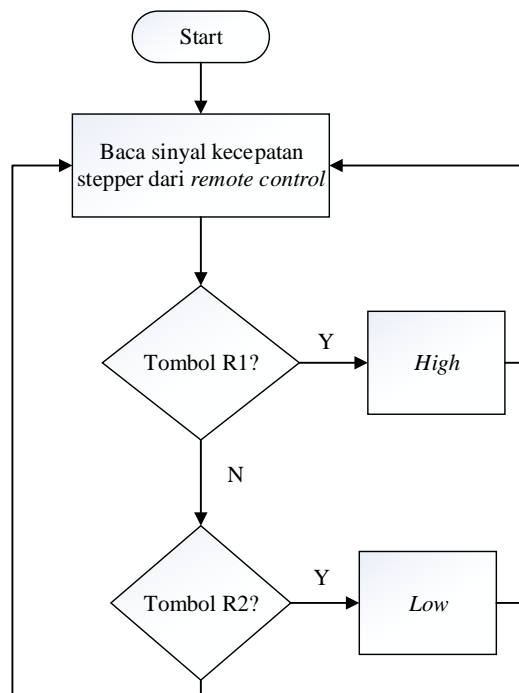 Start
Baca sinyal kecepatan
stepper dari remote control
Tombol R1?
Y
High
N
Tombol R2?
Y
Low